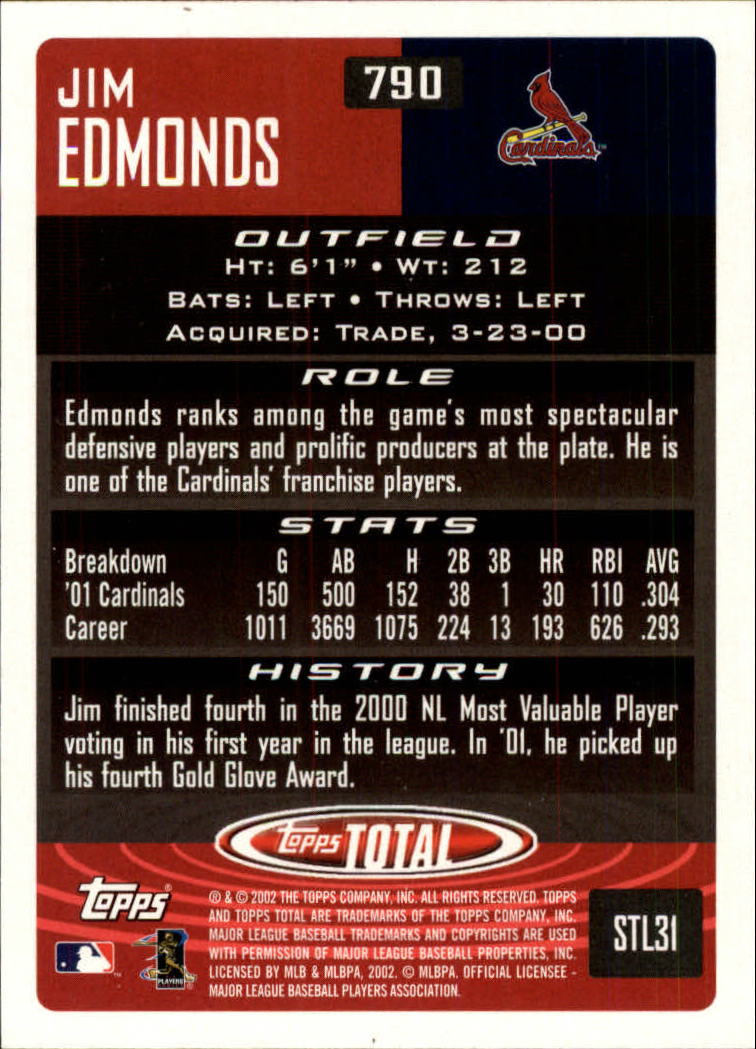 JIM
EDMONDS
790
Cardinals
OUTFIELD
HT: 6'1" • WT: 212
BATS: LEFT • THROWS: LEFT
ACQUIRED: TRADE, 3-23-00
ROLE
Edmonds ranks among the game's most spectacular
defensive players and prolific producers at the plate. He is
one of the Cardinals' franchise players.
STATS
Breakdown G AB H 2B 3B HR RBI AVG
'01 Cardinals 150 500 152 38 1 30 110 .304
Career 1011 3669 1075 224 13 193 626 .293
HISTORY
Jim finished fourth in the 2000 NL Most Valuable Player
voting in his first year in the league. In '01, he picked up
his fourth Gold Glove Award.
Topps TOTAL
Topps
® & © 2002 THE TOPPS COMPANY, INC. ALL RIGHTS RESERVED. TOPPS
AND TOPPS TOTAL ARE TRADEMARKS OF THE TOPPS COMPANY, INC.
MAJOR LEAGUE BASEBALL TRADEMARKS AND COPYRIGHTS ARE USED
WITH PERMISSION OF MAJOR LEAGUE BASEBALL PROPERTIES, INC.
LICENSED BY MLB & MLBPA, 2002. © MLBPA. OFFICIAL LICENSEE -
MAJOR LEAGUE BASEBALL PLAYERS ASSOCIATION.
PLAYERS
STL31